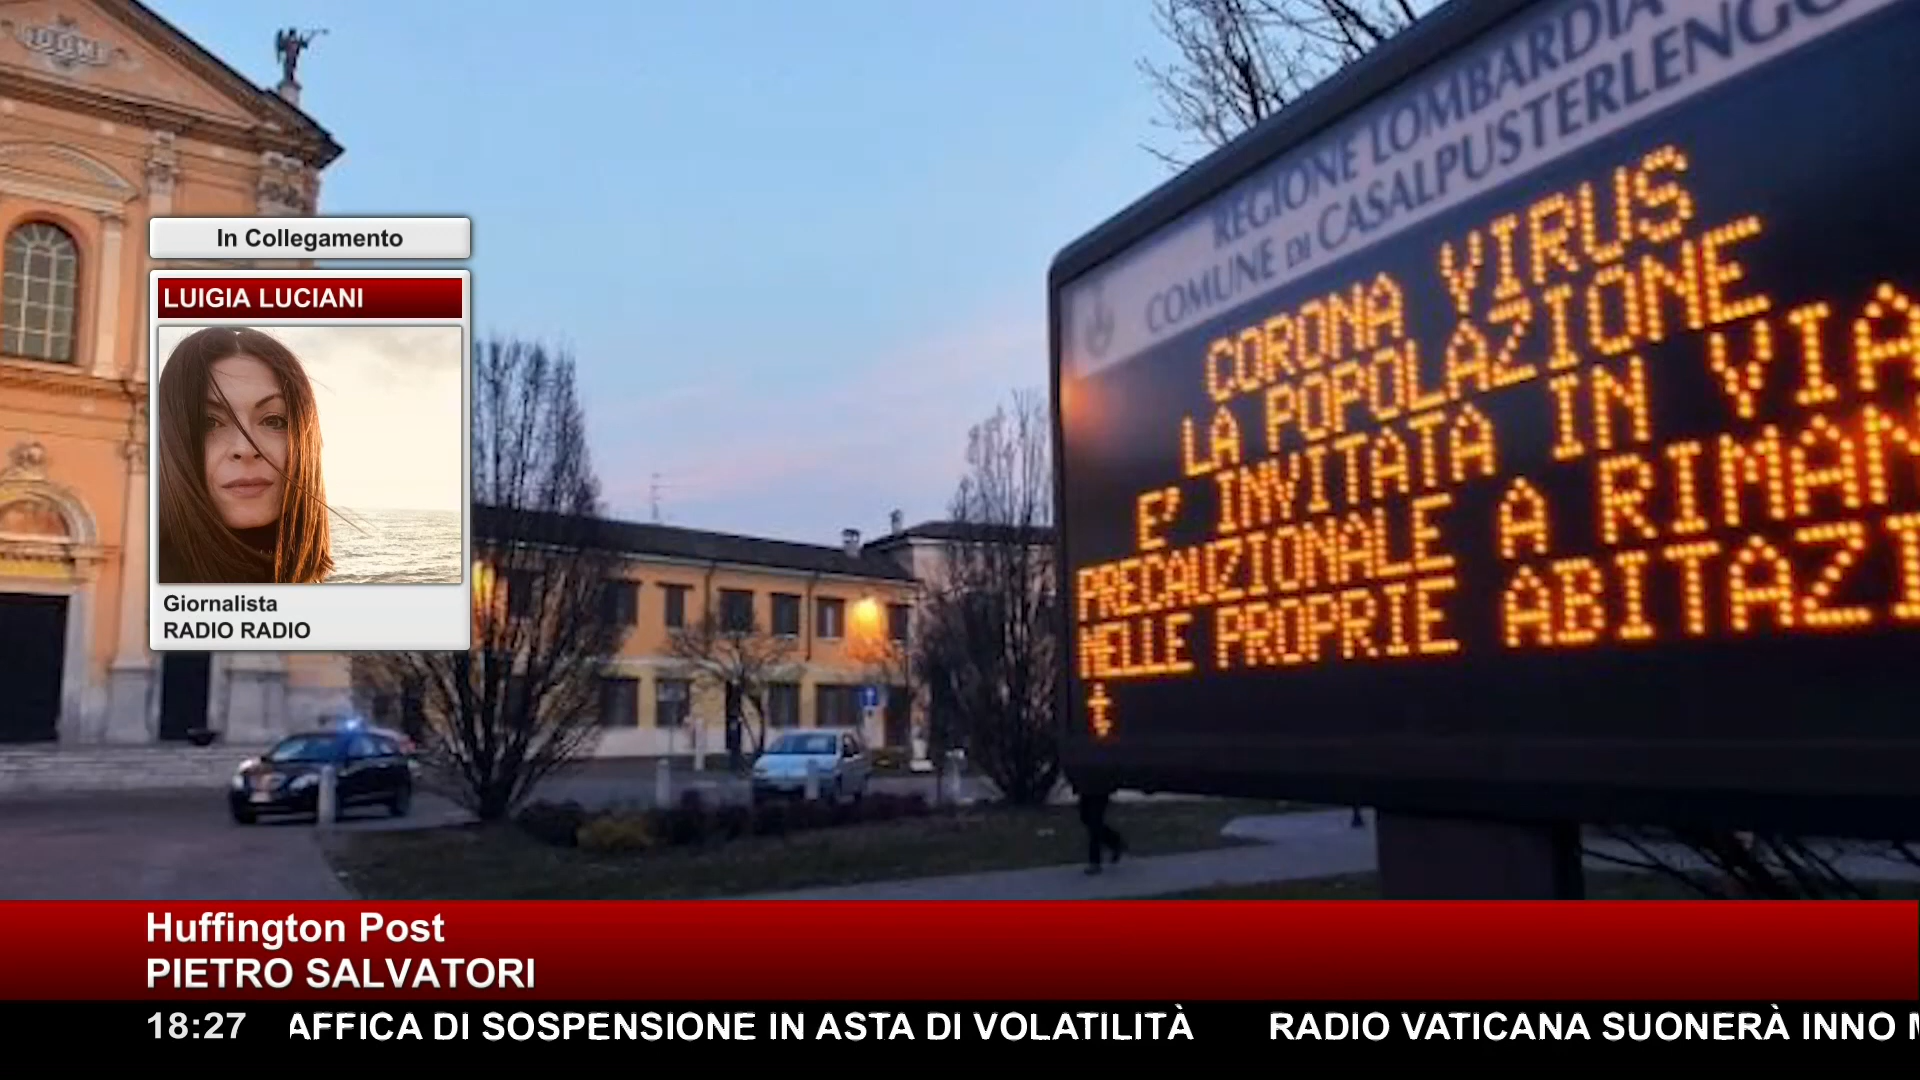 In Collegamento
LUIGIA LUCIANI
Giornalista
RADIO RADIO
REGIONE LOMBARDIA
COMUNE DI CASALPUSTERLENGO
CORONA VIRUS
LA POPOLAZIONE
E' INVITATA IN VIA
PRECAUZIONALE A RIMAN
NELLE PROPRIE ABITAZI
t
Huffington Post
PIETRO SALVATORI
18:27
AFFICA DI SOSPENSIONE IN ASTA DI VOLATILITÀ RADIO VATICANA SUONERÀ INNO